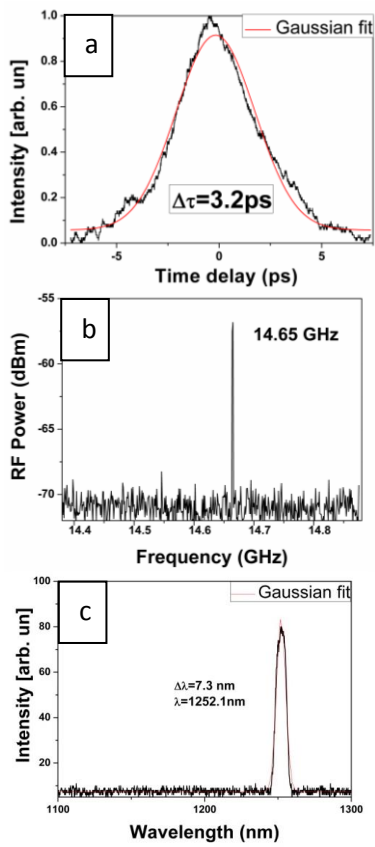 a
Gaussian fit
Intensity [arb. un]
1.0
0.8
0.6
0.4
0.2
0.0
Δτ=3.2ps
-5 0 5
Time delay (ps)
b
14.65 GHz
RF Power (dBm)
-55
-60
-65
-70
14.4 14.5 14.6 14.7 14.8
Frequency (GHz)
c
Gaussian fit
Intensity [arb. un]
100
80
60
40
20
Δλ=7.3 nm
λ=1252.1nm
1100 1200 1300
Wavelength (nm)